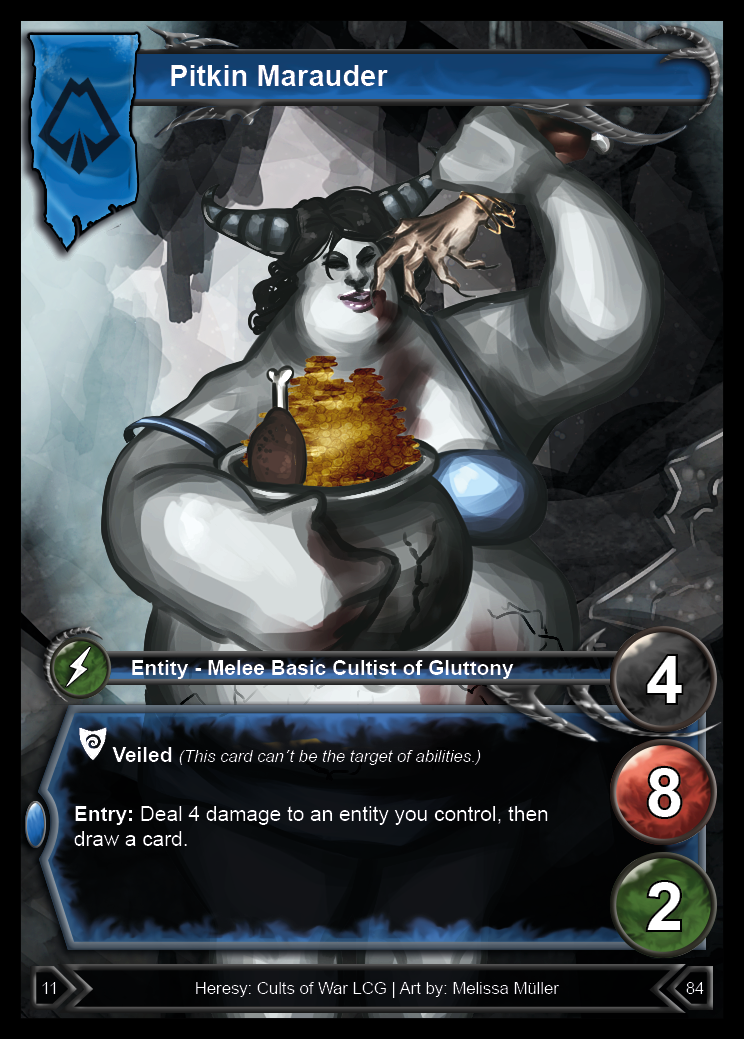 Pitkin Marauder
Entity - Melee Basic Cultist of Gluttony
4
Veiled (This card can´t be the target of abilities.)
8
Entry: Deal 4 damage to an entity you control, then
draw a card.
2
11
Heresy: Cults of War LCG | Art by: Melissa Müller
84